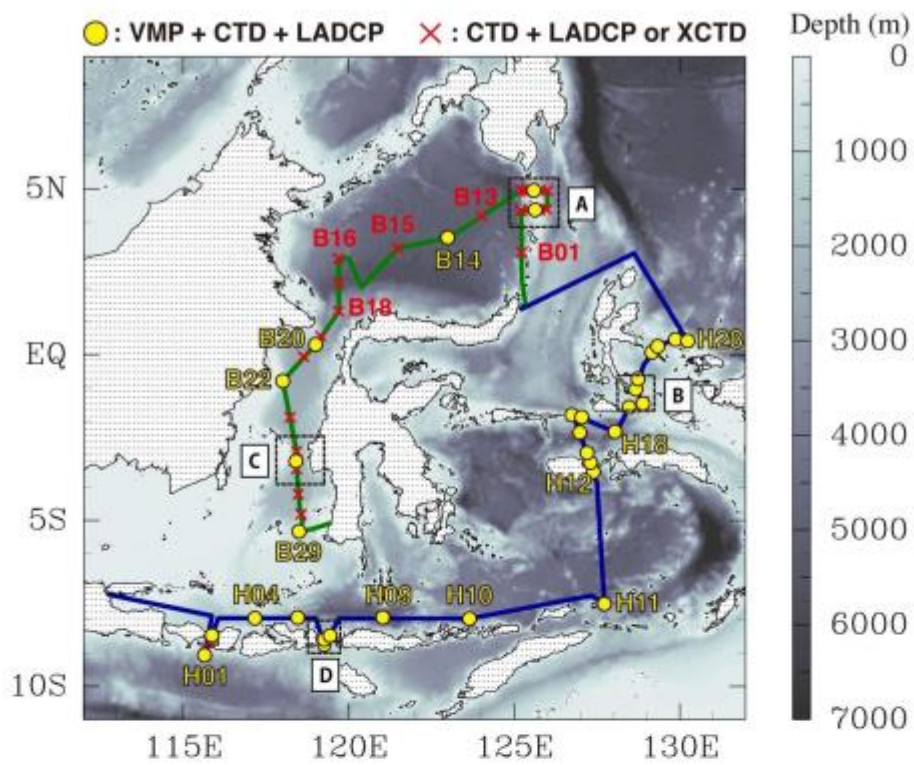 : VMP + CTD + LADCP × : CTD + LADCP or XCTD
Depth (m)
0
1000
2000
3000
4000
5000
6000
7000
5N
EQ
5S
10S
115E
120E
125E
130E
A
B13
B15
B16
B14
B01
B18
B20
H26
B22
B
H18
C
H12
B29
H04
H08
H10
H11
D
H01